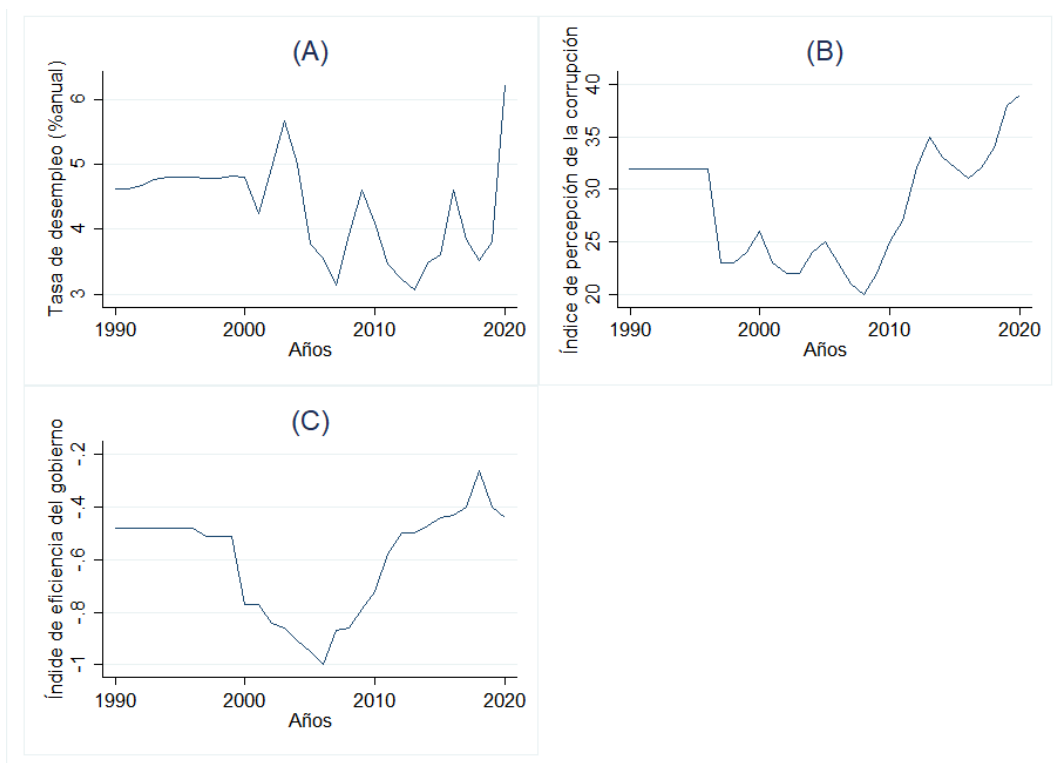 (A)
Tasa de desempleo (%anual)
6
5
4
3
1990 2000 2010 2020
Años
(B)
Índice de percepción de la corrupción
40
35
30
25
20
1990 2000 2010 2020
Años
(C)
Índide de eficiencia del gobierno
-.2
-.4
-.6
-.8
-1
1990 2000 2010 2020
Años